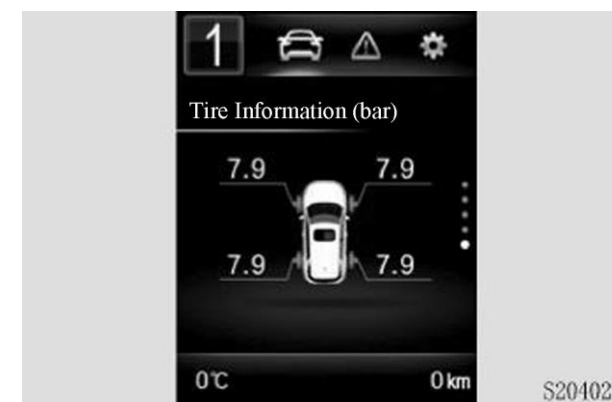 1
Tire Information (bar)
7.9 7.9
7.9 7.9
0℃ 0 km
S20402